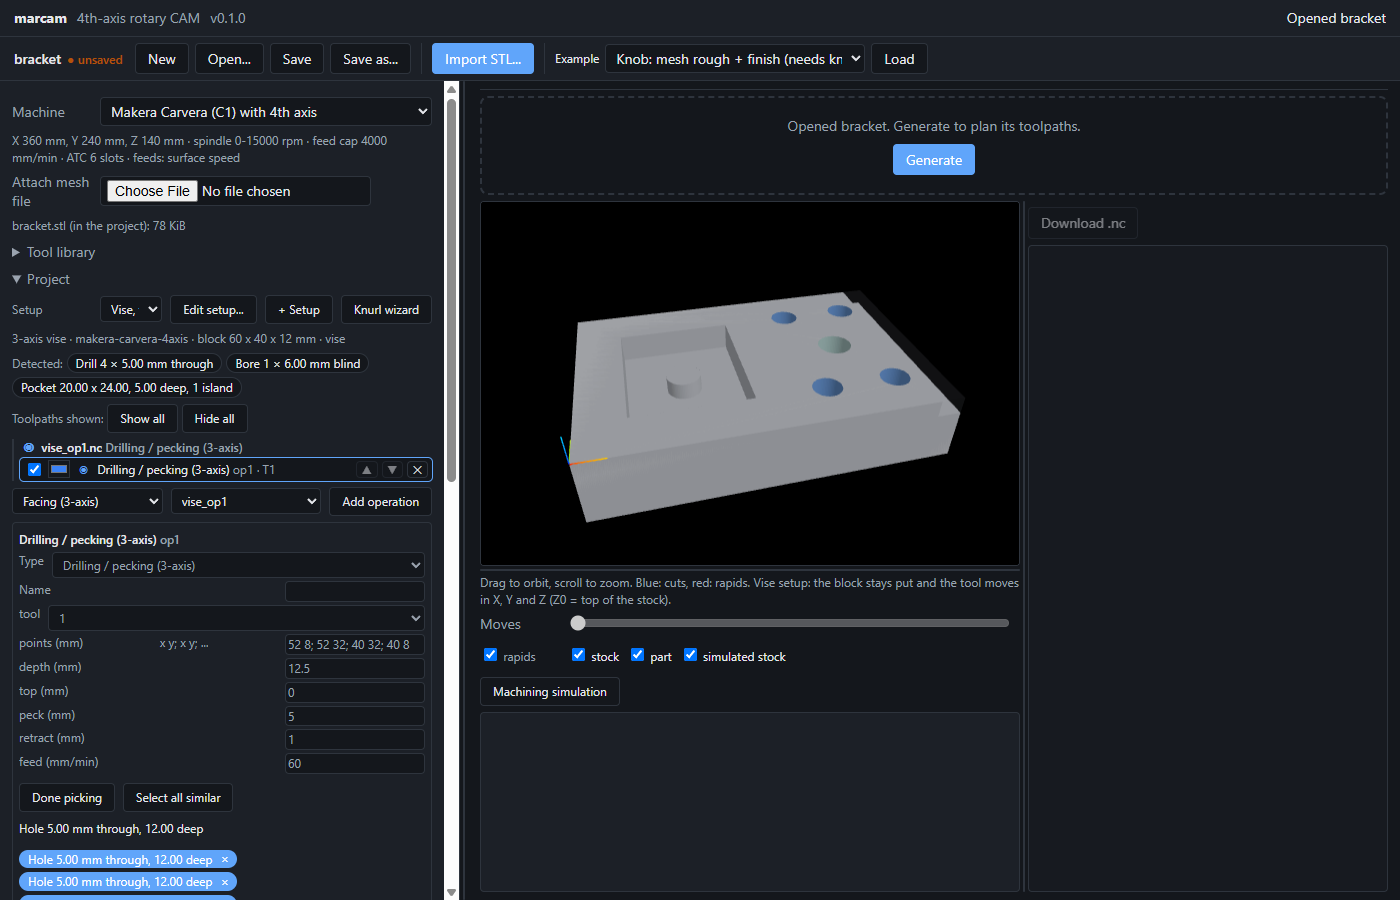 marcam 4th-axis rotary CAM v0.1.0
Opened bracket
bracket ● unsaved New Open... Save Save as... Import STL... Example Knob: mesh rough + finish (needs kn Load
Machine Makera Carvera (C1) with 4th axis
X 360 mm, Y 240 mm, Z 140 mm · spindle 0-15000 rpm · feed cap 4000
mm/min · ATC 6 slots · feeds: surface speed
Attach mesh
file
Choose File No file chosen
bracket.stl (in the project): 78 KiB
▶ Tool library
▼ Project
Setup Vise, Edit setup... + Setup Knurl wizard
3-axis vise · makera-carvera-4axis · block 60 x 40 x 12 mm · vise
Detected: Drill 4 × 5.00 mm through Bore 1 × 6.00 mm blind
Pocket 20.00 x 24.00, 5.00 deep, 1 island
Toolpaths shown: Show all Hide all
vise_op1.nc Drilling / pecking (3-axis)
Drilling / pecking (3-axis) op1 · T1 ▲ ▼ ✕
Facing (3-axis) vise_op1 Add operation
Drilling / pecking (3-axis) op1
Type Drilling / pecking (3-axis)
Name
tool 1
points (mm) x y; x y; ... 52 8; 52 32; 40 32; 40 8
depth (mm) 12.5
top (mm) 0
peck (mm) 5
retract (mm) 1
feed (mm/min) 60
Done picking Select all similar
Hole 5.00 mm through, 12.00 deep
Hole 5.00 mm through, 12.00 deep ×
Hole 5.00 mm through, 12.00 deep ×
Opened bracket. Generate to plan its toolpaths.
Generate
Drag to orbit, scroll to zoom. Blue: cuts, red: rapids. Vise setup: the block stays put and the tool moves
in X, Y and Z (Z0 = top of the stock).
Moves
rapids stock part simulated stock
Machining simulation
Download .nc